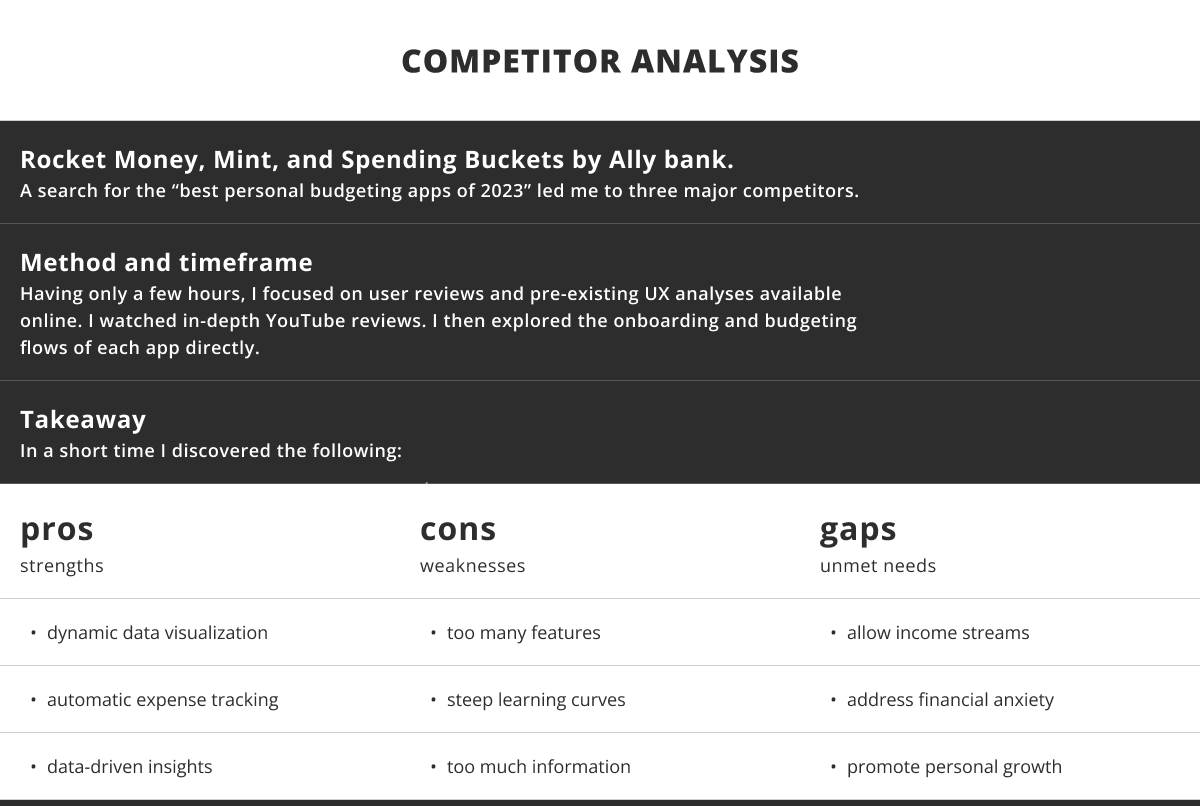 COMPETITOR ANALYSIS
Rocket Money, Mint, and Spending Buckets by Ally bank.
A search for the “best personal budgeting apps of 2023” led me to three major competitors.
Method and timeframe
Having only a few hours, I focused on user reviews and pre-existing UX analyses available
online. I watched in-depth YouTube reviews. I then explored the onboarding and budgeting
flows of each app directly.
Takeaway
In a short time I discovered the following:
pros
strengths
• dynamic data visualization
• automatic expense tracking
• data-driven insights
cons
weaknesses
• too many features
• steep learning curves
• too much information
gaps
unmet needs
• allow income streams
• address financial anxiety
• promote personal growth